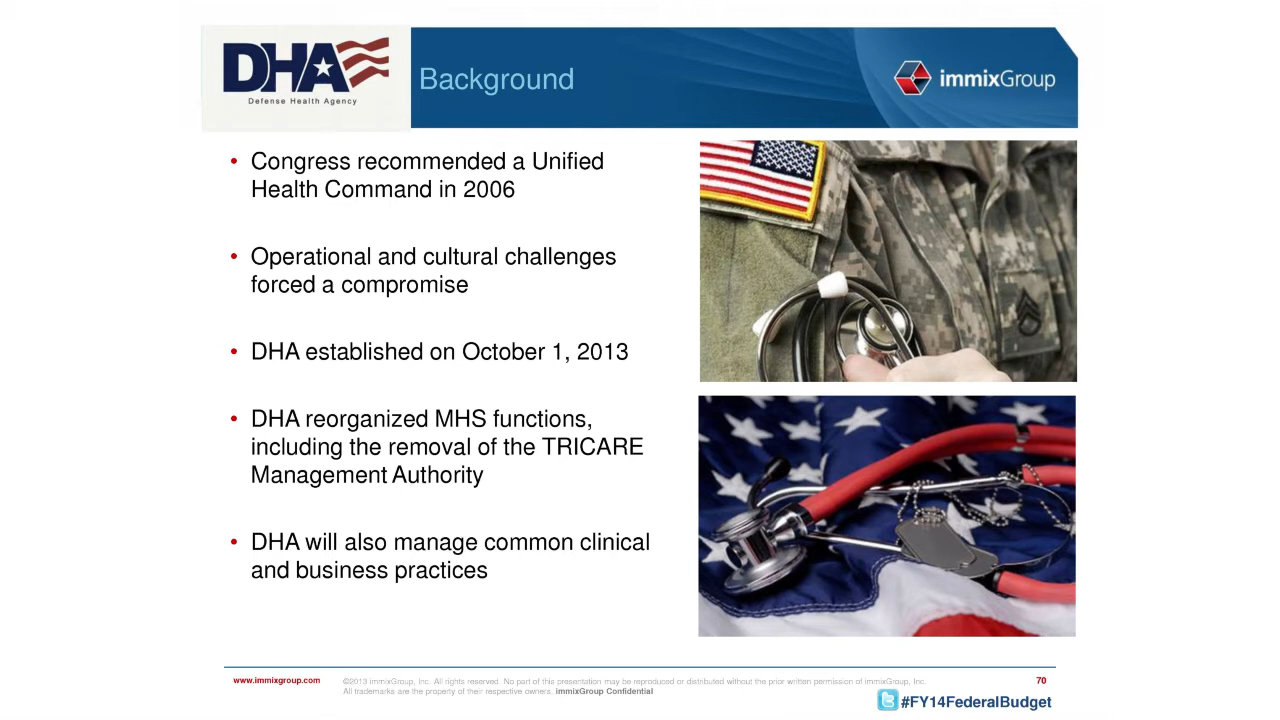 DHA
Defense Health Agency
Background
immixGroup
• Congress recommended a Unified
Health Command in 2006
• Operational and cultural challenges
forced a compromise
• DHA established on October 1, 2013
• DHA reorganized MHS functions,
including the removal of the TRICARE
Management Authority
• DHA will also manage common clinical
and business practices
www.immixgroup.com
©2013 immixGroup, Inc. All rights reserved. No part of this presentation may be reproduced or distributed without the prior written permission of immixGroup, Inc.
All trademarks are the property of their respective owners. immixGroup Confidential
70
#FY14FederalBudget